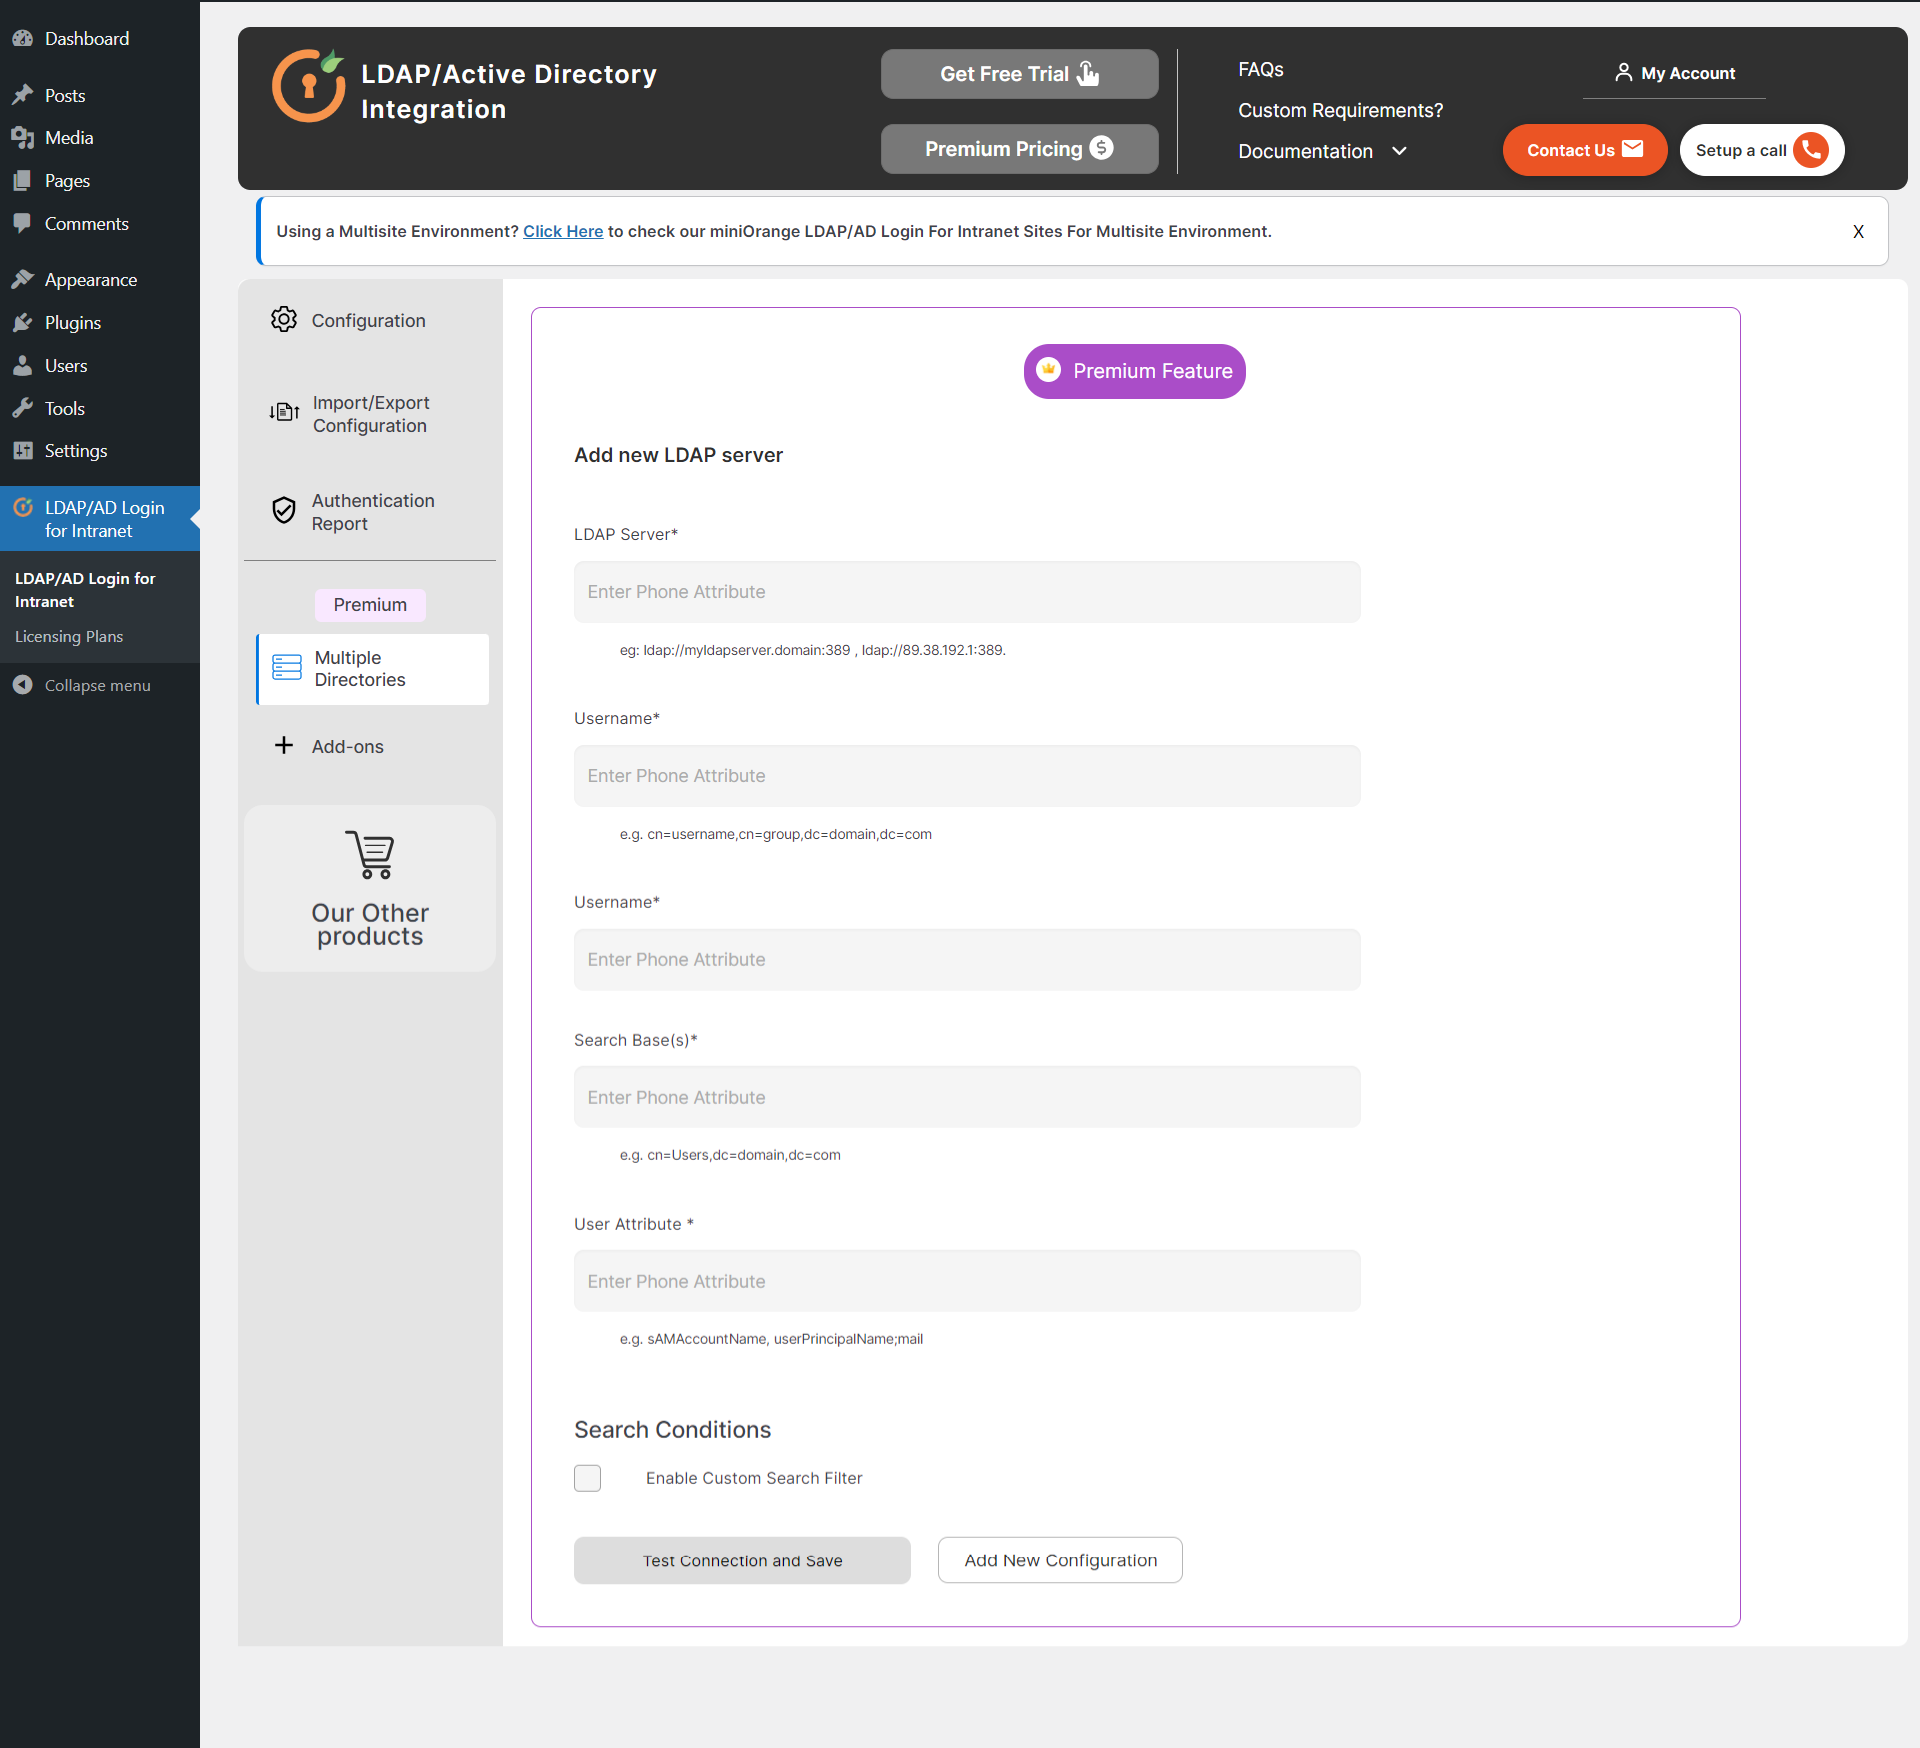 Dashboard
Posts
Media
Pages
Comments
Appearance
Plugins
Users
Tools
Settings
LDAP/AD Login
for Intranet
LDAP/AD Login for
Intranet
Licensing Plans
Collapse menu
LDAP/Active Directory
Integration
Get Free Trial
Premium Pricing
FAQs
Custom Requirements?
Documentation
My Account
Contact Us
Setup a call
Using a Multisite Environment? Click Here to check our miniOrange LDAP/AD Login For Intranet Sites For Multisite Environment.
X
Configuration
Import/Export
Configuration
Authentication
Report
Premium
Multiple
Directories
Add-ons
Our Other
products
Premium Feature
Add new LDAP server
LDAP Server*
Enter Phone Attribute
eg: ldap://myldapserver.domain:389 , ldap://89.38.192.1:389.
Username*
Enter Phone Attribute
e.g. cn=username,cn=group,dc=domain,dc=com
Username*
Enter Phone Attribute
Search Base(s)*
Enter Phone Attribute
e.g. cn=Users,dc=domain,dc=com
User Attribute *
Enter Phone Attribute
e.g. sAMAccountName, userPrincipalName;mail
Search Conditions
Enable Custom Search Filter
Test Connection and Save
Add New Configuration